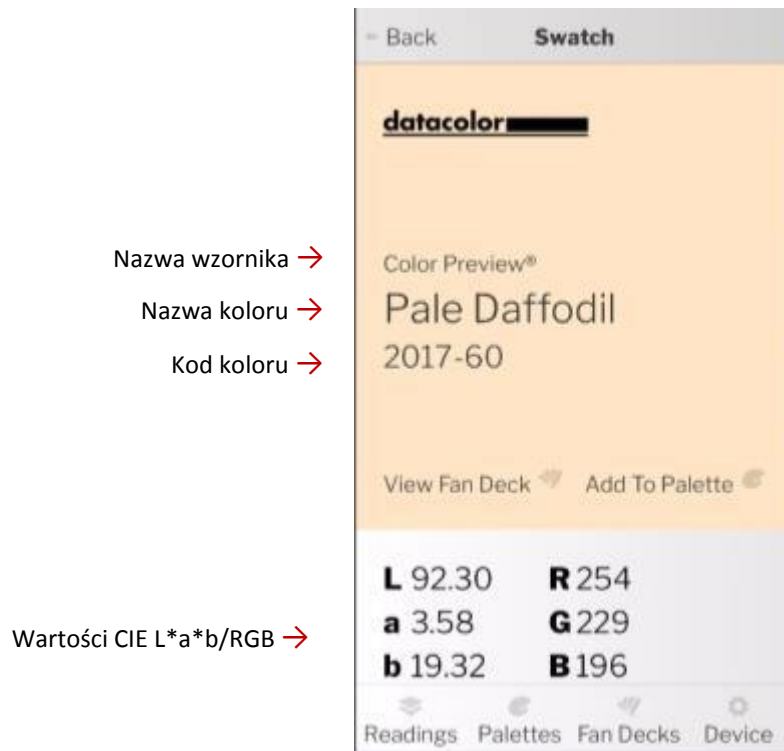 Back Swatch
datacolor
Nazwa wzornika → Color Preview®
Nazwa koloru → Pale Daffodil
Kod koloru → 2017-60
View Fan Deck Add To Palette
L 92.30 R 254
a 3.58 G 229
Wartości CIE L*a*b/RGB →
b 19.32 B 196
Readings Palettes Fan Decks Device